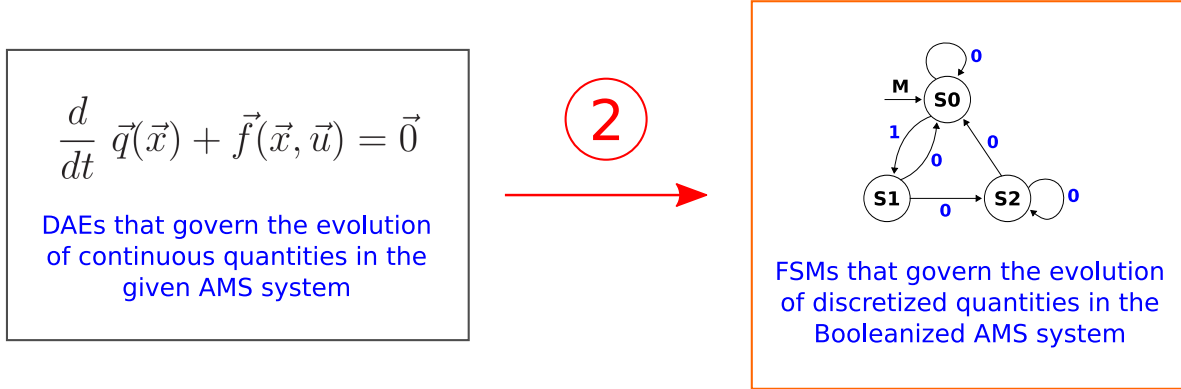 d/dt q⃗(x⃗) + f⃗(x⃗, u⃗) = 0⃗
DAEs that govern the evolution
of continuous quantities in the
given AMS system
2
0
M
S0
1
0
0
S1
S2
0
0
FSMs that govern the evolution
of discretized quantities in the
Booleanized AMS system